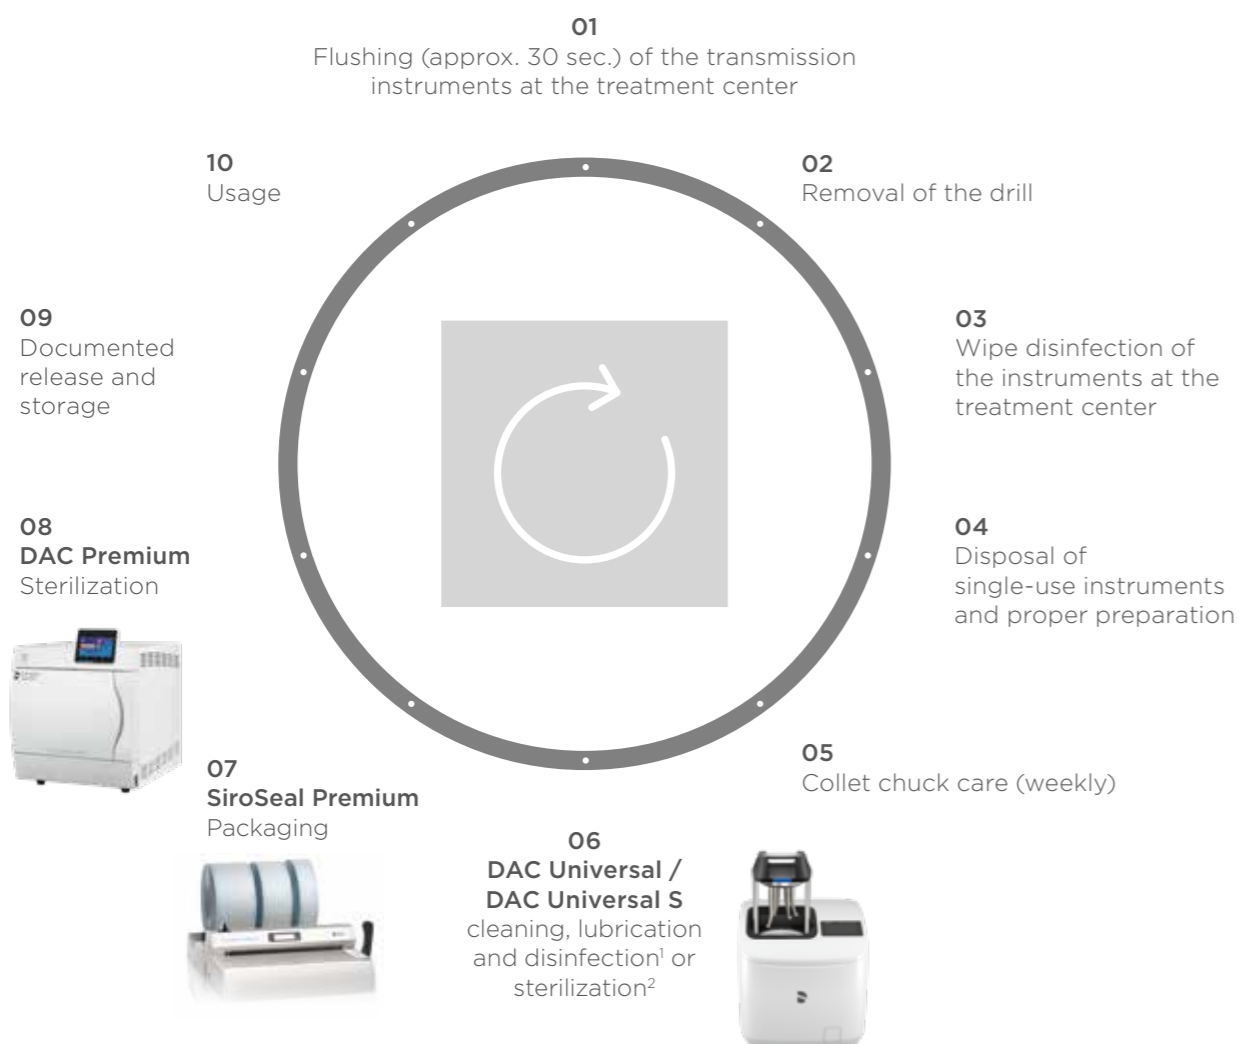 01
Flushing (approx. 30 sec.) of the transmission
instruments at the treatment center
02
Removal of the drill
03
Wipe disinfection of
the instruments at the
treatment center
04
Disposal of
single-use instruments
and proper preparation
05
Collet chuck care (weekly)
06
DAC Universal /
DAC Universal S
cleaning, lubrication
and disinfection¹ or
sterilization²
07
SiroSeal Premium
Packaging
08
DAC Premium
Sterilization
09
Documented
release and
storage
10
Usage